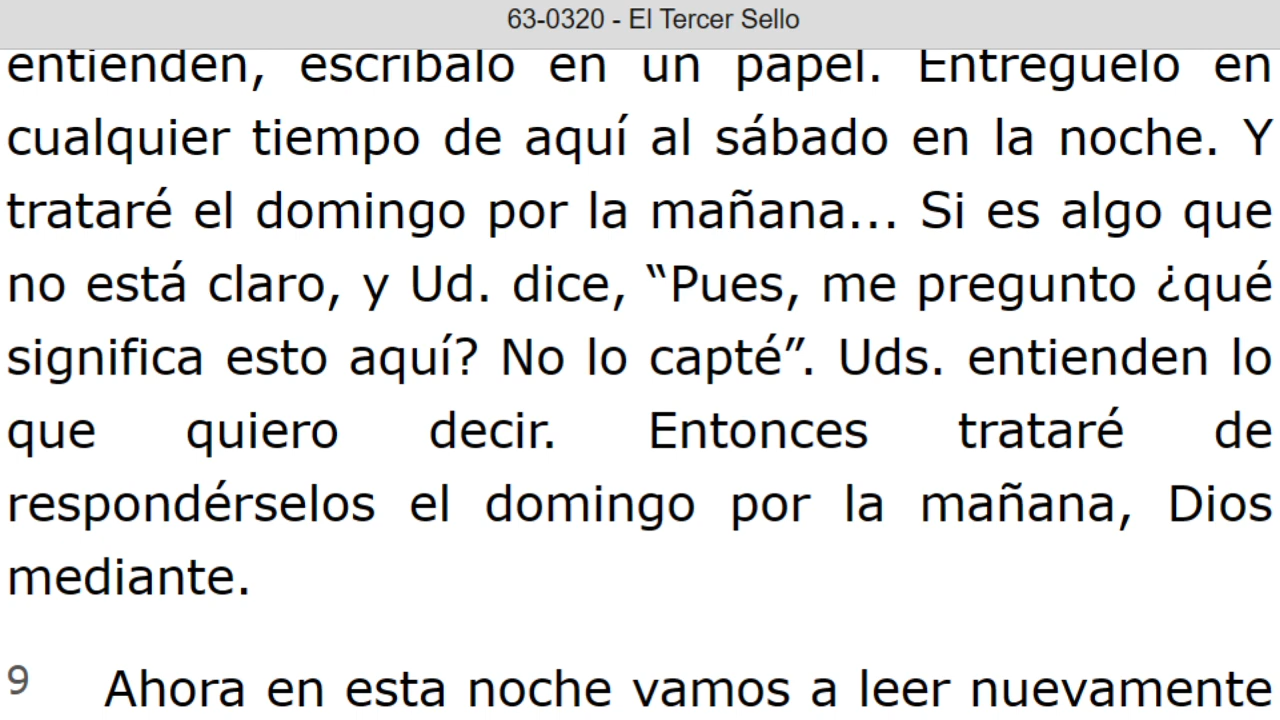 63-0320 - El Tercer Sello
entienden, escríbalo en un papel. Entréguelo en
cualquier tiempo de aquí al sábado en la noche. Y
trataré el domingo por la mañana… Si es algo que
no está claro, y Ud. dice, “Pues, me pregunto ¿qué
significa esto aquí? No lo capté”. Uds. entienden lo
que quiero decir. Entonces trataré de
respondérselos el domingo por la mañana, Dios
mediante.
9 Ahora en esta noche vamos a leer nuevamente